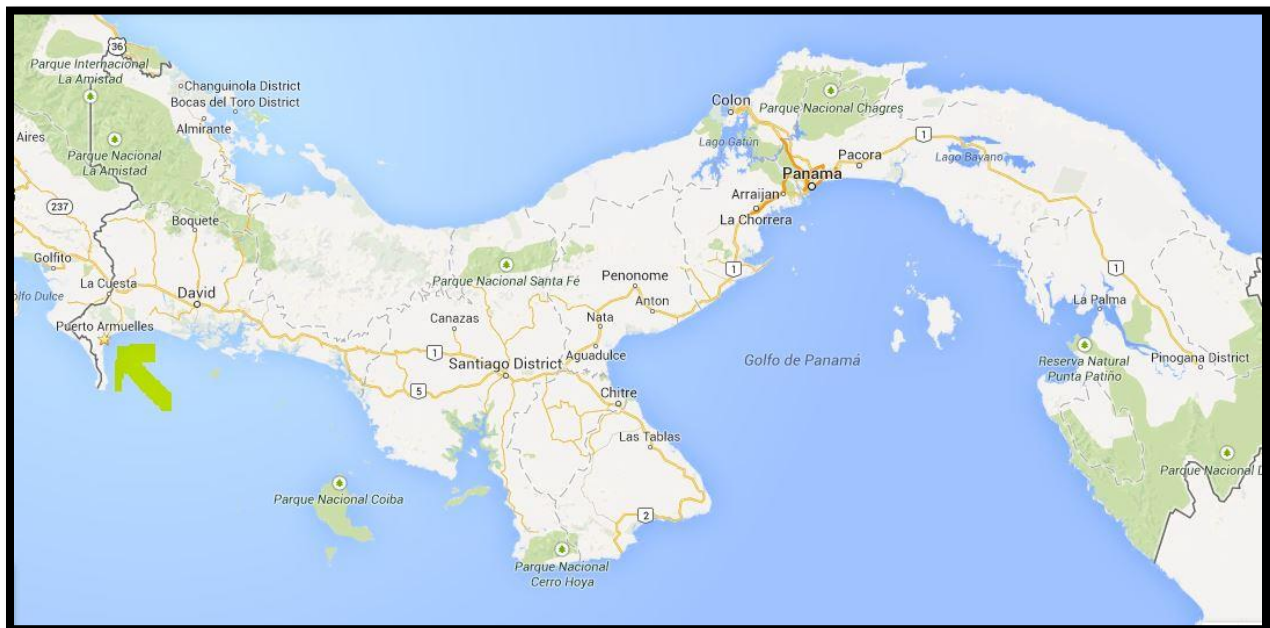 36
Parque Internacional
La Amistad
Changuinola District
Bocas del Toro District
Almirante
Aires
Parque Nacional
La Amistad
237
Boquete
Golfito
La Cuesta
olfo Dulce
David
Puerto Armuelles
Colon
Parque Nacional Chagres
Lago Gatún
1
Pacora
Lago Bayano
Panama
Arraijan
La Chorrera
1
Parque Nacional Santa Fé
Penonome
Anton
1
La Palma
Canazas
Nata
1
Aguadulce
Santiago District
5
Golfo de Panamá
Reserva Natural
Punta Patiño
Pinogana District
Chitre
Las Tablas
Parque Nacional Coiba
2
Parque Nacional
Cerro Hoya
Parque Nacional D